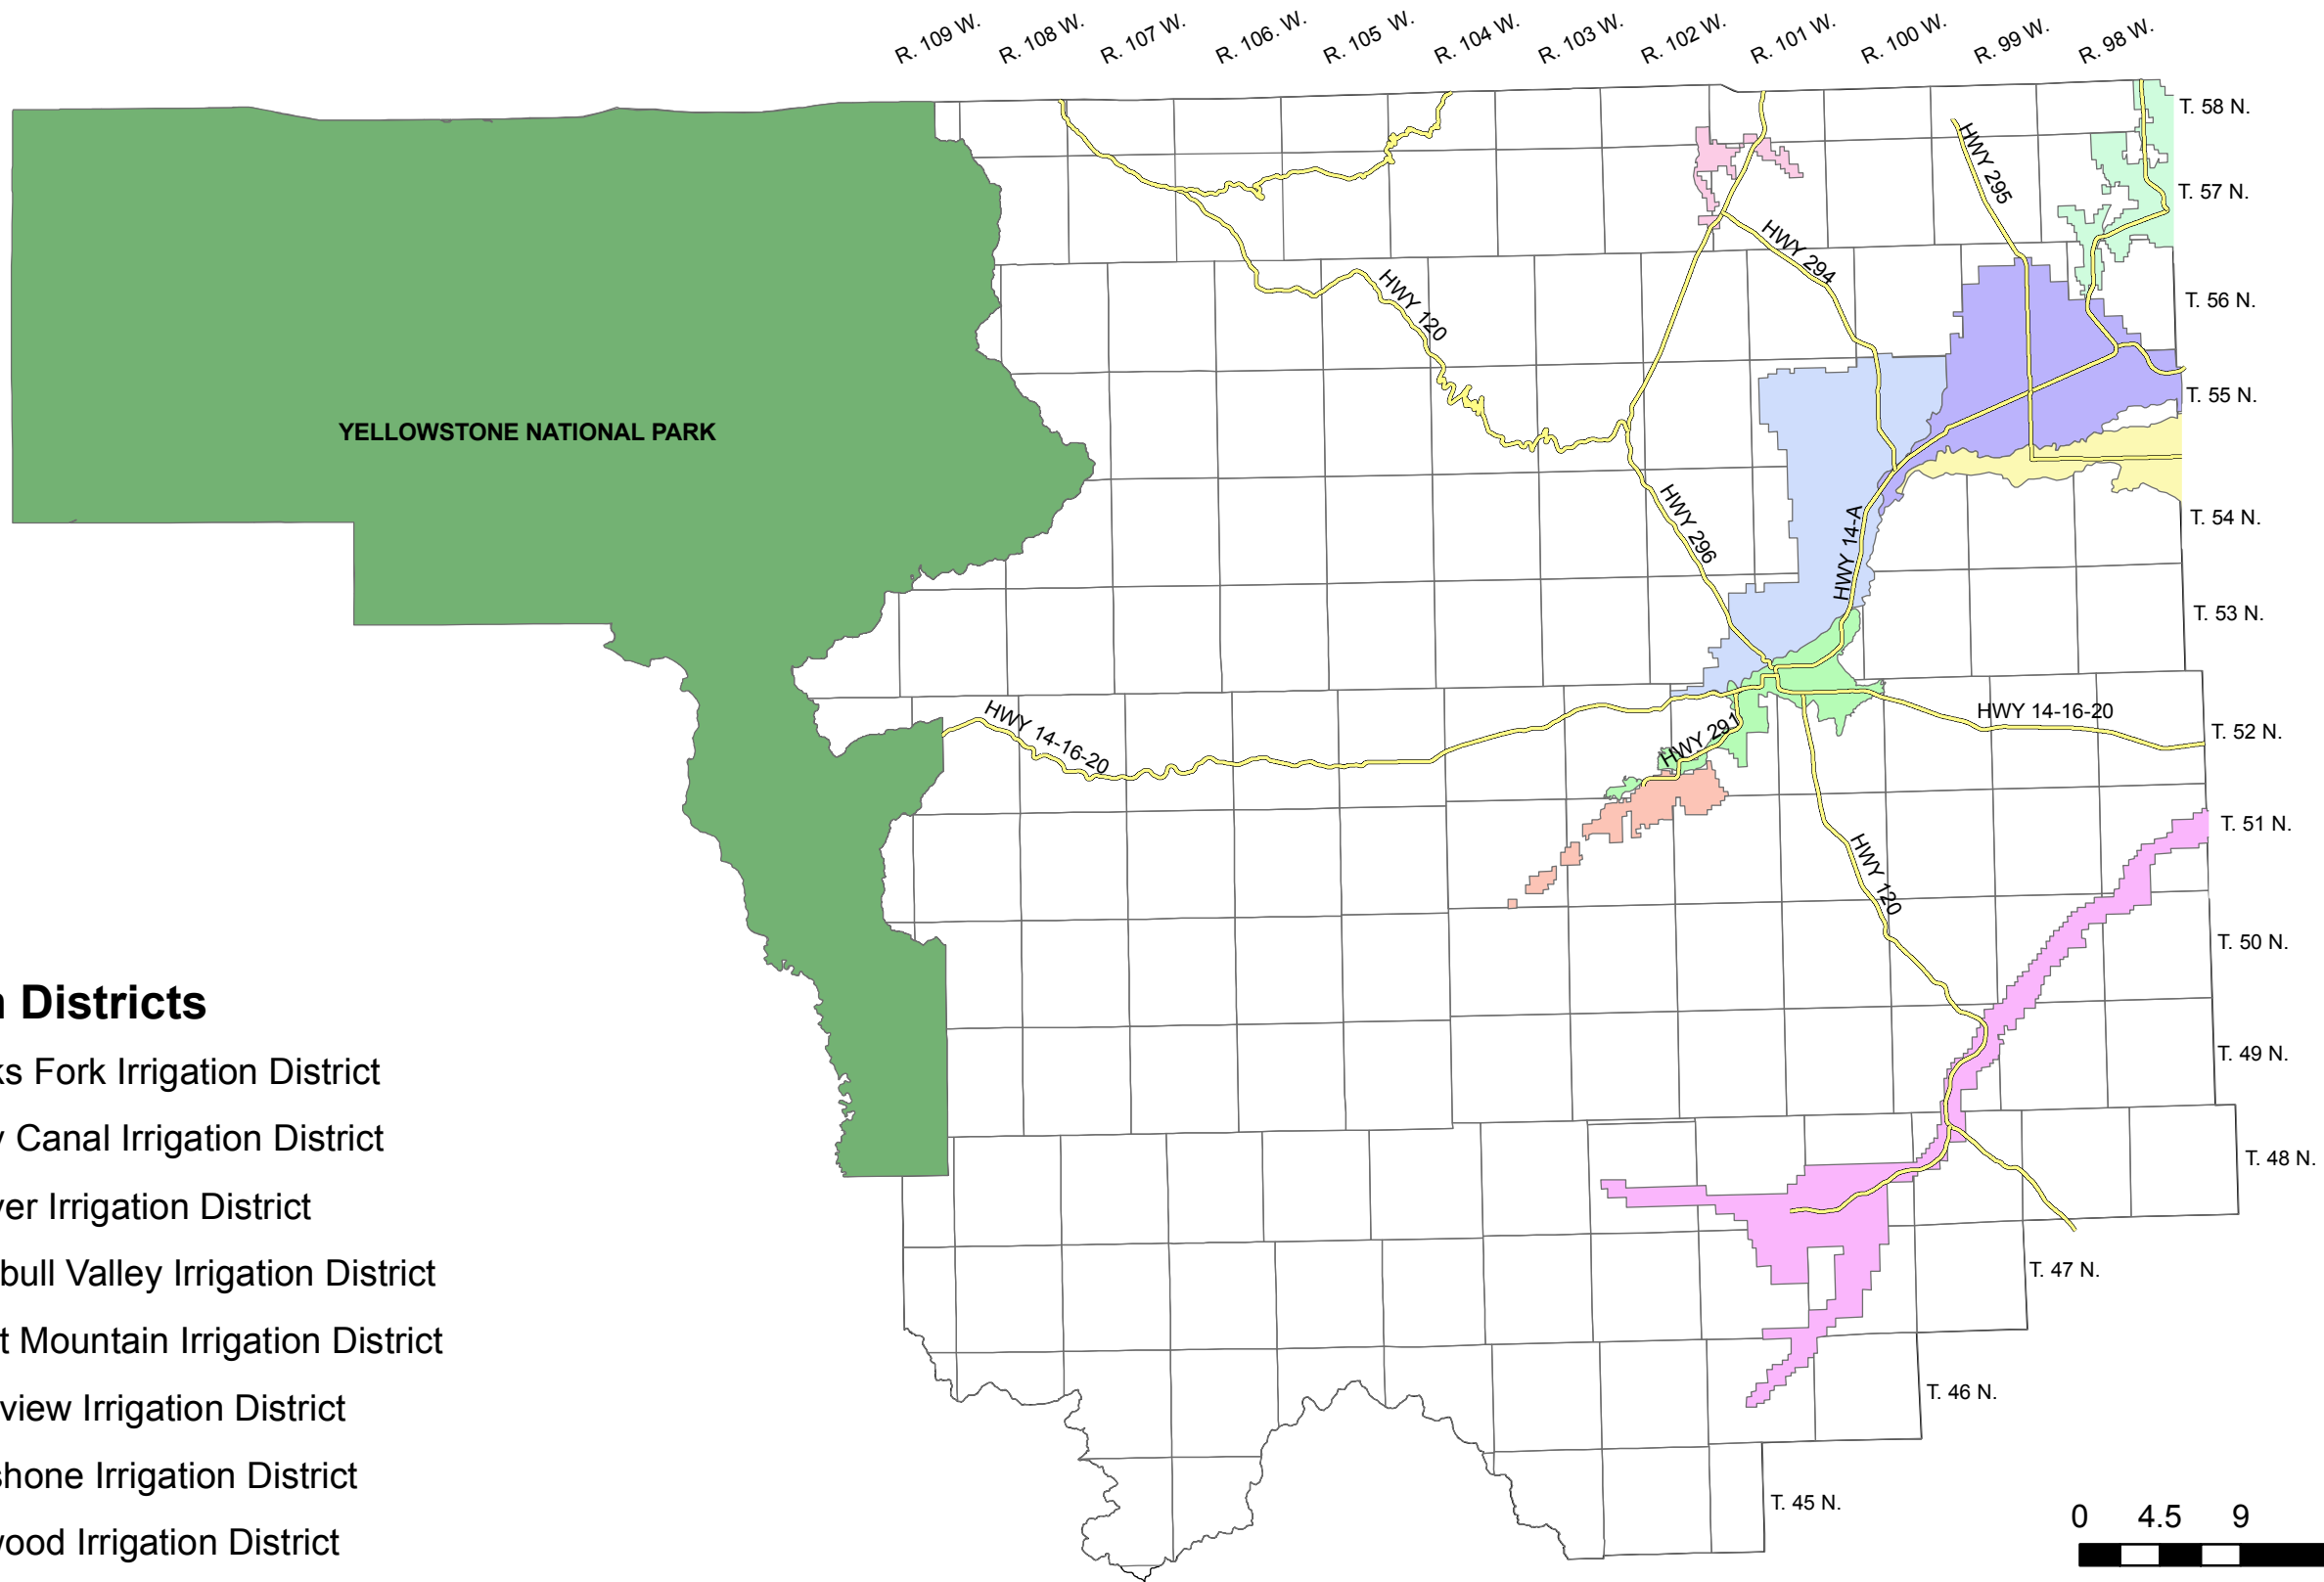 R. 109 W.
R. 108 W.
R. 107 W.
R. 106. W.
R. 105 W.
R. 104 W.
R. 103 W.
R. 102 W.
R. 101 W.
R. 100 W.
R. 99 W.
R. 98 W.
T. 58 N.
HWY 295
T. 57 N.
HWY 294
T. 56 N.
HWY 120
T. 55 N.
YELLOWSTONE NATIONAL PARK
HWY 296
HWY 14-A
T. 54 N.
T. 53 N.
HWY 14-16-20
HWY 291
HWY 14-16-20
T. 52 N.
T. 51 N.
HWY 120
T. 50 N.
n Districts
T. 49 N.
ks Fork Irrigation District
y Canal Irrigation District
T. 48 N.
ver Irrigation District
bull Valley Irrigation District
T. 47 N.
t Mountain Irrigation District
T. 46 N.
view Irrigation District
shone Irrigation District
T. 45 N.
wood Irrigation District
0 4.5 9